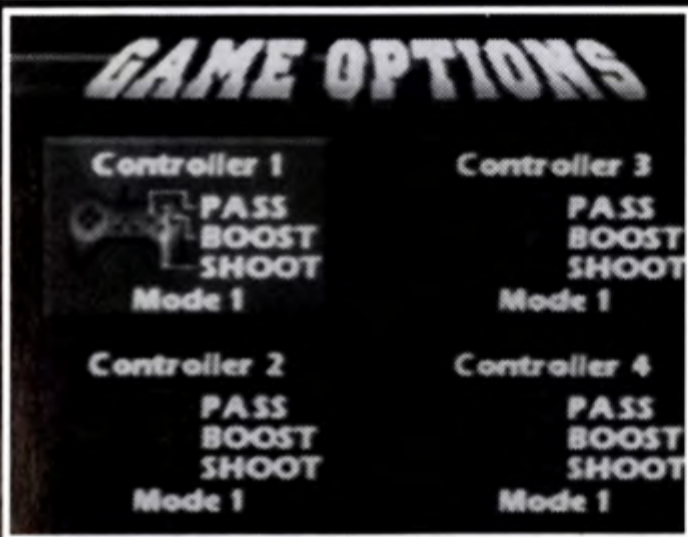 GAME OPTIONS
Controller 1
PASS
BOOST
SHOOT
Mode 1
Controller 2
PASS
BOOST
SHOOT
Mode 1
Controller 3
PASS
BOOST
SHOOT
Mode 1
Controller 4
PASS
BOOST
SHOOT
Mode 1